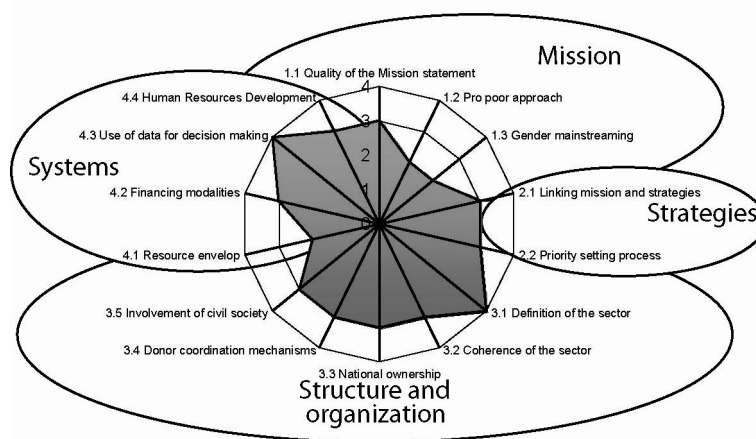 Mission
1.1 Quality of the Mission statement
4
4.4 Human Resources Development
1.2 Pro poor approach
3
4.3 Use of data for decision making
1.3 Gender mainstreaming
2
Systems
1
4.2 Financing modalities
2.1 Linking mission and strategies
Strategies
0
4.1 Resource envelop
2.2 Priority setting process
3.5 Involvement of civil society
3.1 Definition of the sector
3.4 Donor coordination mechanisms
3.2 Coherence of the sector
3.3 National ownership
Structure and
organization